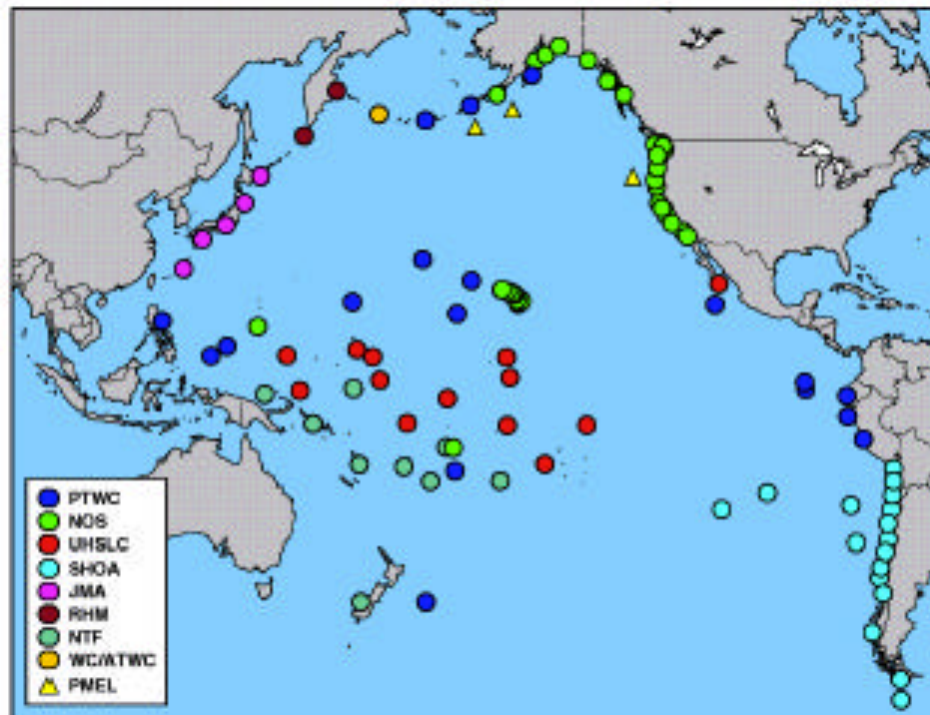 PTWC
NOS
UHSLC
SHOA
JMA
RHM
NTF
WC/ATWC
PMEL